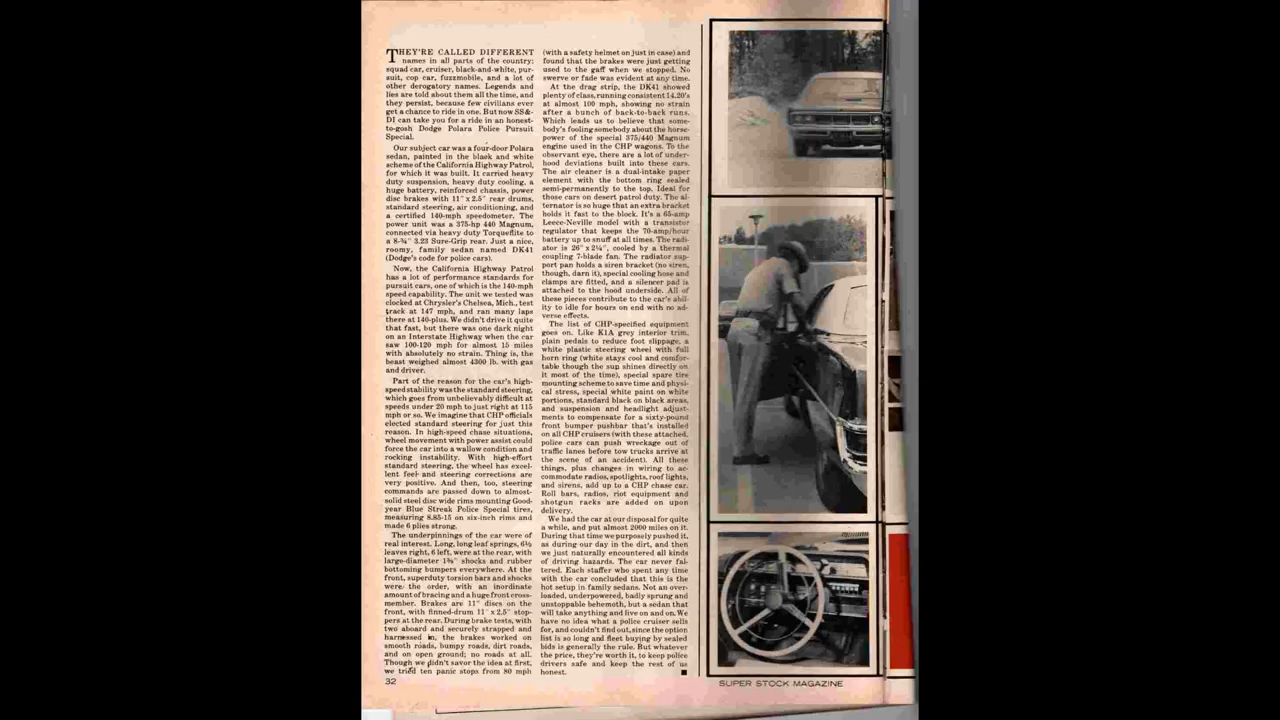 THEY'RE CALLED DIFFERENT
names in all parts of the country:
squad car, cruiser, black-and-white, pur-
suit, cop car, fuzzmobile, and a lot of
other derogatory names. Legends and
lies are told about them all the time, and
they persist, because few civilians ever
get a chance to ride in one. But now SS&-
DI can take you for a ride in an honest-
to-gosh Dodge Polara Police Pursuit
Special.
Our subject car was a four-door Polara
sedan, painted in the black and white
scheme of the California Highway Patrol,
for which it was built. It carried heavy
duty suspension, heavy duty cooling, a
huge battery, reinforced chassis, power
disc brakes with 11" x 2.5" rear drums,
standard steering, air conditioning, and
a certified 140-mph speedometer. The
power unit was a 375-hp 440 Magnum,
connected via heavy duty Torqueflite to
a 8-¾" 3.23 Sure-Grip rear. Just a nice,
roomy, family sedan named DK41
(Dodge's code for police cars).
Now, the California Highway Patrol
has a lot of performance standards for
pursuit cars, one of which is the 140-mph
speed capability. The unit we tested was
clocked at Chrysler's Chelsea, Mich., test
track at 147 mph, and ran many laps
there at 140-plus. We didn't drive it quite
that fast, but there was one dark night
on an Interstate Highway when the car
saw 100-120 mph for almost 15 miles
with absolutely no strain. Thing is, the
beast weighed almost 4300 lb. with gas
and driver.
Part of the reason for the car's high-
speed stability was the standard steering,
which goes from unbelievably difficult at
speeds under 20 mph to just right at 115
mph or so. We imagine that CHP officials
elected standard steering for just this
reason. In high-speed chase situations,
wheel movement with power assist could
force the car into a wallow condition and
rocking instability. With high-effort
standard steering, the wheel has excel-
lent feel and steering corrections are
very positive. And then, too, steering
commands are passed down to almost-
solid steel disc wide rims mounting Good-
year Blue Streak Police Special tires,
measuring 8.85-15 on six-inch rims and
made 6 plies strong.
The underpinnings of the car were of
real interest. Long, long leaf springs, 6½
leaves right, 6 left, were at the rear, with
large-diameter 1⅜" shocks and rubber
bottoming bumpers everywhere. At the
front, superduty torsion bars and shocks
were the order, with an inordinate
amount of bracing and a huge front cross-
member. Brakes are 11" discs on the
front, with finned-drum 11" x 2.5" stop-
pers at the rear. During brake tests, with
two aboard and securely strapped and
harnessed in, the brakes worked on
smooth roads, bumpy roads, dirt roads,
and on open ground; no roads at all.
Though we didn't savor the idea at first,
we tried ten panic stops from 80 mph
32
(with a safety helmet on just in case) and
found that the brakes were just getting
used to the gaff when we stopped. No
swerve or fade was evident at any time.
At the drag strip, the DK41 showed
plenty of class, running consistent 14.20's
at almost 100 mph, showing no strain
after a bunch of back-to-back runs.
Which leads us to believe that some-
body's fooling somebody about the horse-
power of the special 375/440 Magnum
engine used in the CHP wagons. To the
observant eye, there are a lot of under-
hood deviations built into these cars.
The air cleaner is a dual-intake paper
element with the bottom ring sealed
semi-permanently to the top. Ideal for
those cars on desert patrol duty. The al-
ternator is so huge that an extra bracket
holds it fast to the block. It's a 65-amp
Leece-Neville model with a transistor
regulator that keeps the 70-amp/hour
battery up to snuff at all times. The radi-
ator is 26" x 2¼", cooled by a thermal
coupling 7-blade fan. The radiator sup-
port pan holds a siren bracket (no siren,
though, darn it), special cooling hose and
clamps are fitted, and a silencer pad is
attached to the hood underside. All of
these pieces contribute to the car's abil-
ity to idle for hours on end with no ad-
verse effects.
The list of CHP-specified equipment
goes on. Like K1A grey interior trim,
plain pedals to reduce foot slippage, a
white plastic steering wheel with full
horn ring (white stays cool and comfor-
table though the sun shines directly on
it most of the time), special spare tire
mounting scheme to save time and physi-
cal stress, special white paint on white
portions, standard black on black areas,
and suspension and headlight adjust-
ments to compensate for a sixty-pound
front bumper pushbar that's installed
on all CHP cruisers (with these attached,
police cars can push wreckage out of
traffic lanes before tow trucks arrive at
the scene of an accident). All these
things, plus changes in wiring to ac-
commodate radios, spotlights, roof lights,
and sirens, add up to a CHP chase car.
Roll bars, radios, riot equipment and
shotgun racks are added on upon
delivery.
We had the car at our disposal for quite
a while, and put almost 2000 miles on it.
During that time we purposely pushed it,
as during our day in the dirt, and then
we just naturally encountered all kinds
of driving hazards. The car never fal-
tered. Each staffer who spent any time
with the car concluded that this is the
hot setup in family sedans. Not an over-
loaded, underpowered, badly sprung and
unstoppable behemoth, but a sedan that
will take anything and live on and on. We
have no idea what a police cruiser sells
for, and couldn't find out, since the option
list is so long and fleet buying by sealed
bids is generally the rule. But whatever
the price, they're worth it, to keep police
drivers safe and keep the rest of us
honest.
SUPER STOCK MAGAZINE